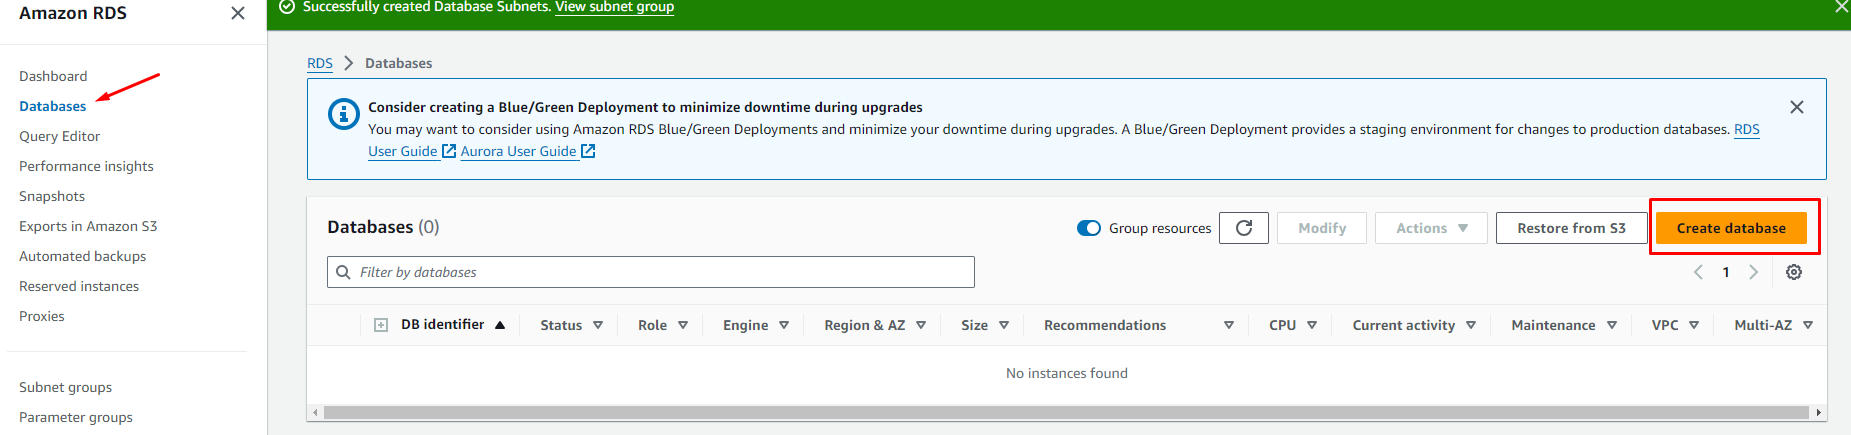 Amazon RDS
Successfully created Database Subnets. View subnet group
Dashboard
Databases
Query Editor
Performance insights
Snapshots
Exports in Amazon S3
Automated backups
Reserved instances
Proxies
Subnet groups
Parameter groups
RDS > Databases
Consider creating a Blue/Green Deployment to minimize downtime during upgrades
You may want to consider using Amazon RDS Blue/Green Deployments and minimize your downtime during upgrades. A Blue/Green Deployment provides a staging environment for changes to production databases. RDS
User Guide Aurora User Guide
Databases (0)
Group resources
Modify
Actions
Restore from S3
Create database
Filter by databases
1
DB identifier Status Role Engine Region & AZ Size Recommendations CPU Current activity Maintenance VPC Multi-AZ
No instances found